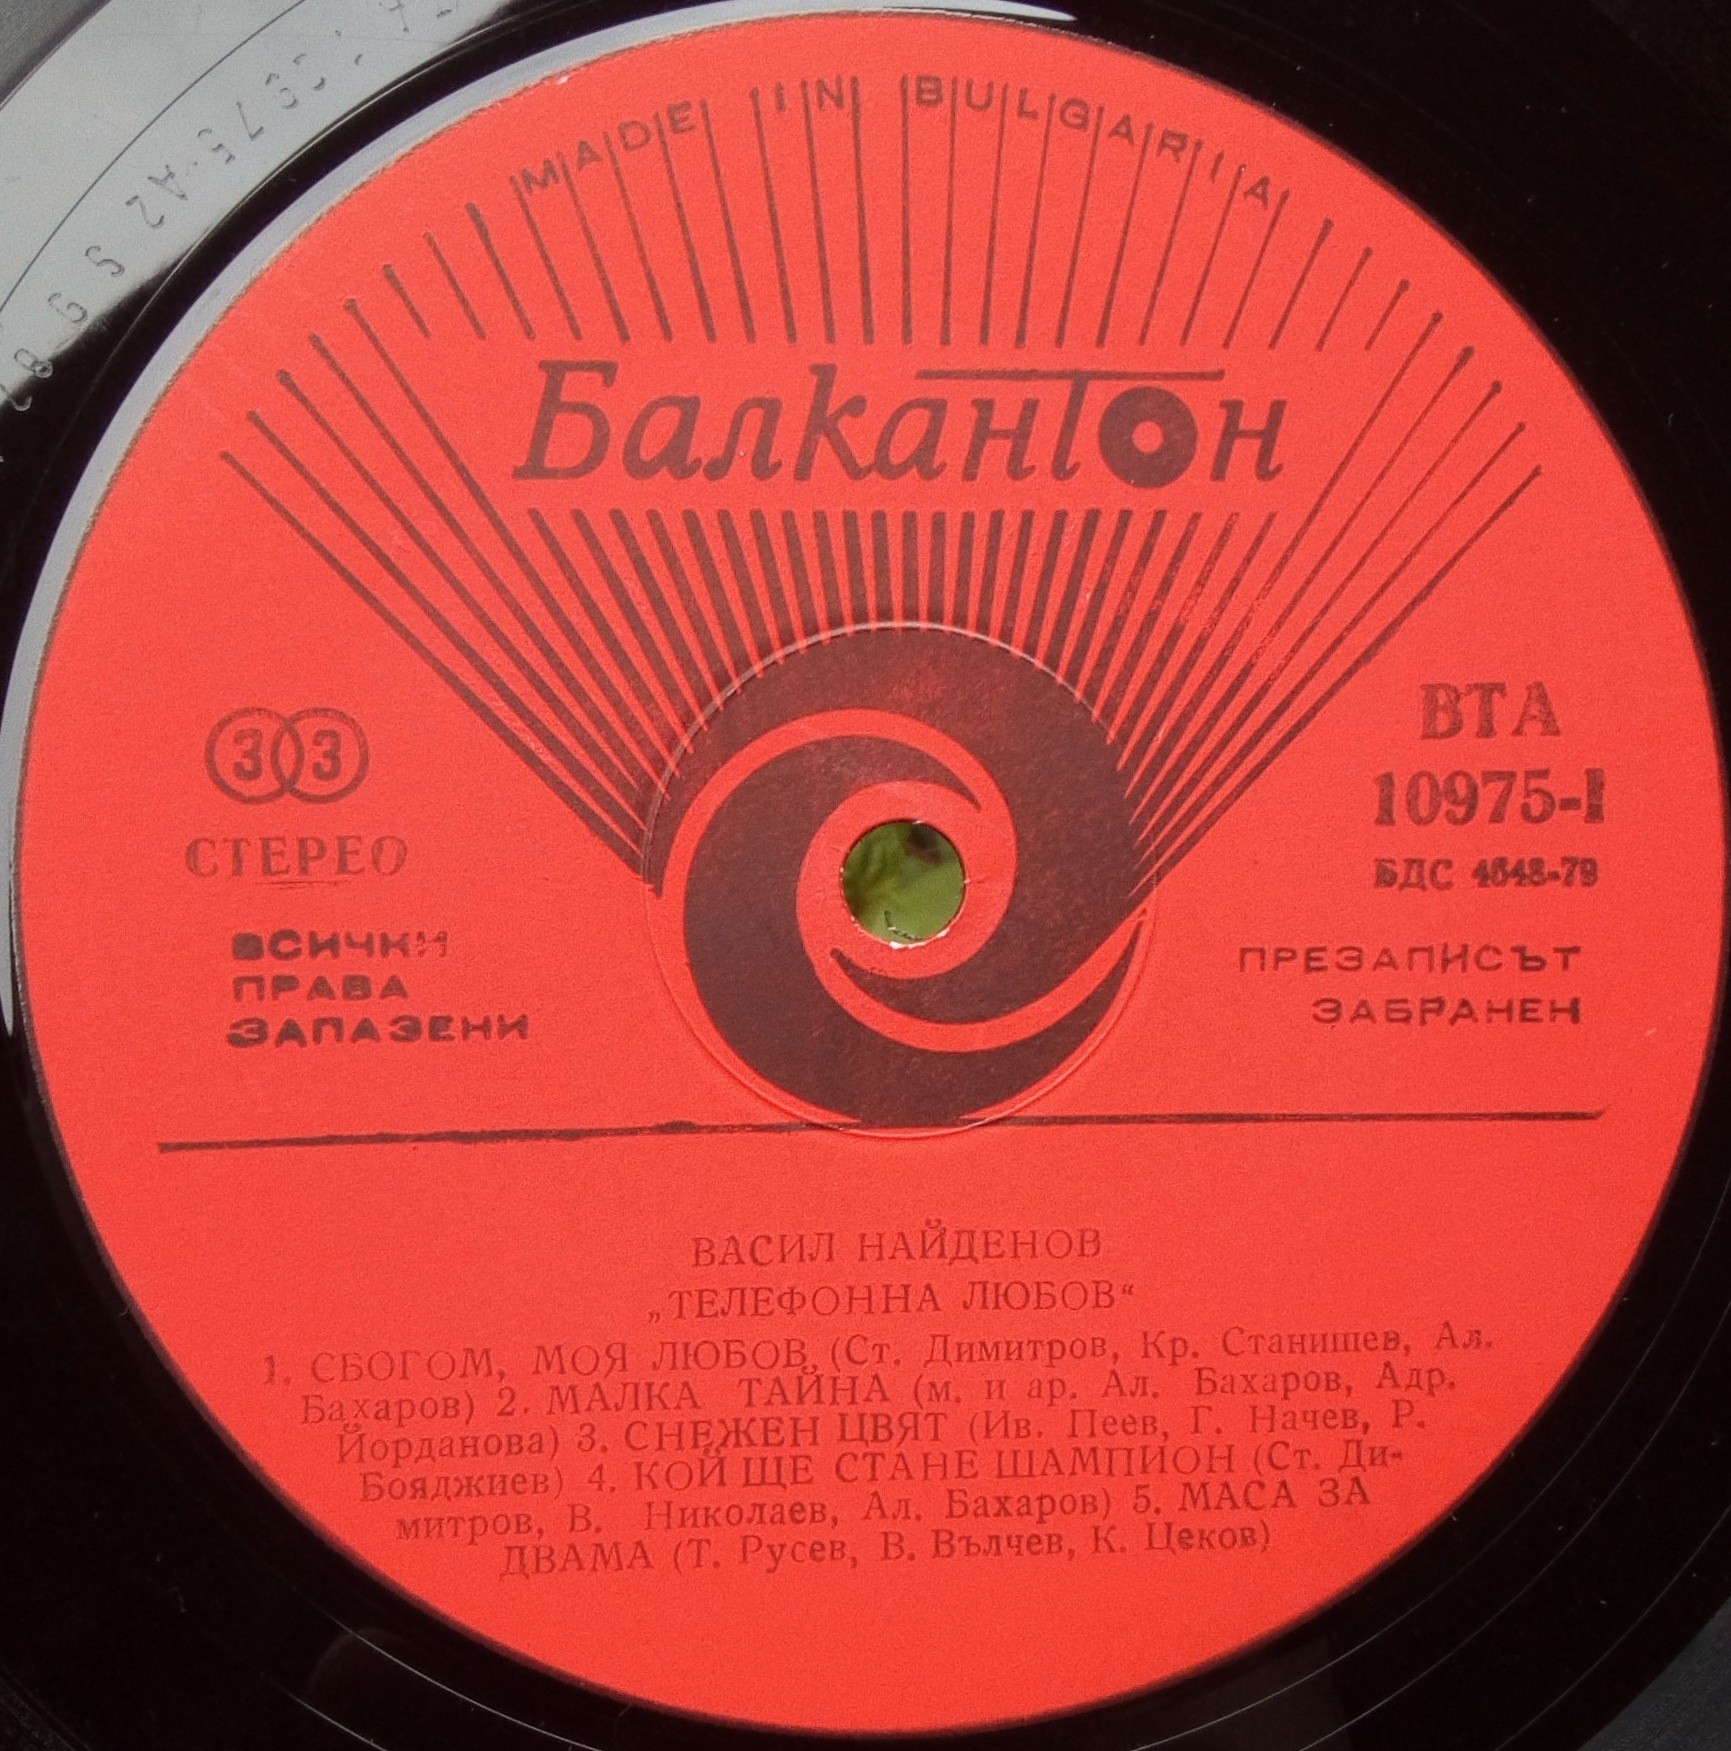 MADE IN BULGARIA
Балкантон
33
СТЕРЕО
ВСИЧКИ
ПРАВА
ЗАПАЗЕНИ
ВТА
10975-I
БДС 4648-79
ПРЕЗАПИСЪТ
ЗАБРАНЕН
ВАСИЛ НАЙДЕНОВ
„ТЕЛЕФОННА ЛЮБОВ“
1. СБОГОМ, МОЯ ЛЮБОВ (Ст. Димитров, Кр. Станишев, Ал.
Бахаров) 2. МАЛКА ТАЙНА (м. и ар. Ал. Бахаров, Адр.
Йорданова) 3. СНЕЖЕН ЦВЯТ (Ив. Пеев, Г. Начев, Р.
Бояджиев) 4. КОЙ ЩЕ СТАНЕ ШАМПИОН (Ст. Ди-
митров, В. Николаев, Ал. Бахаров) 5. МАСА ЗА
ДВАМА (Т. Русев, В. Вълчев, К. Цеков)